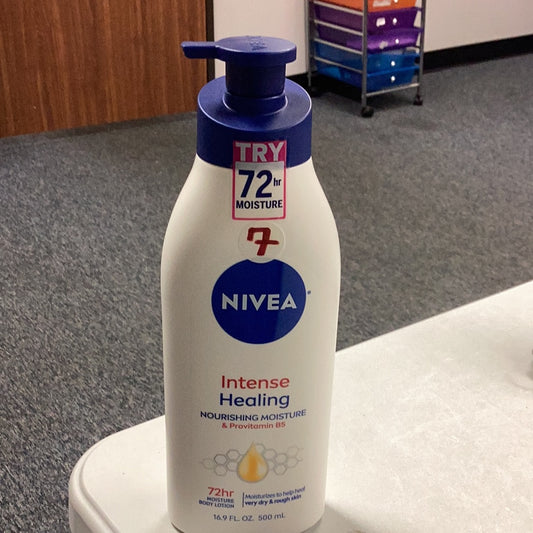 TRY
72hr
MOISTURE
7
NIVEA
Intense
Healing
NOURISHING MOISTURE
& Provitamin B5
72hr
MOISTURE
BODY LOTION
Moisturizes to help heal
very dry & rough skin
16.9 FL. OZ. 500 mL